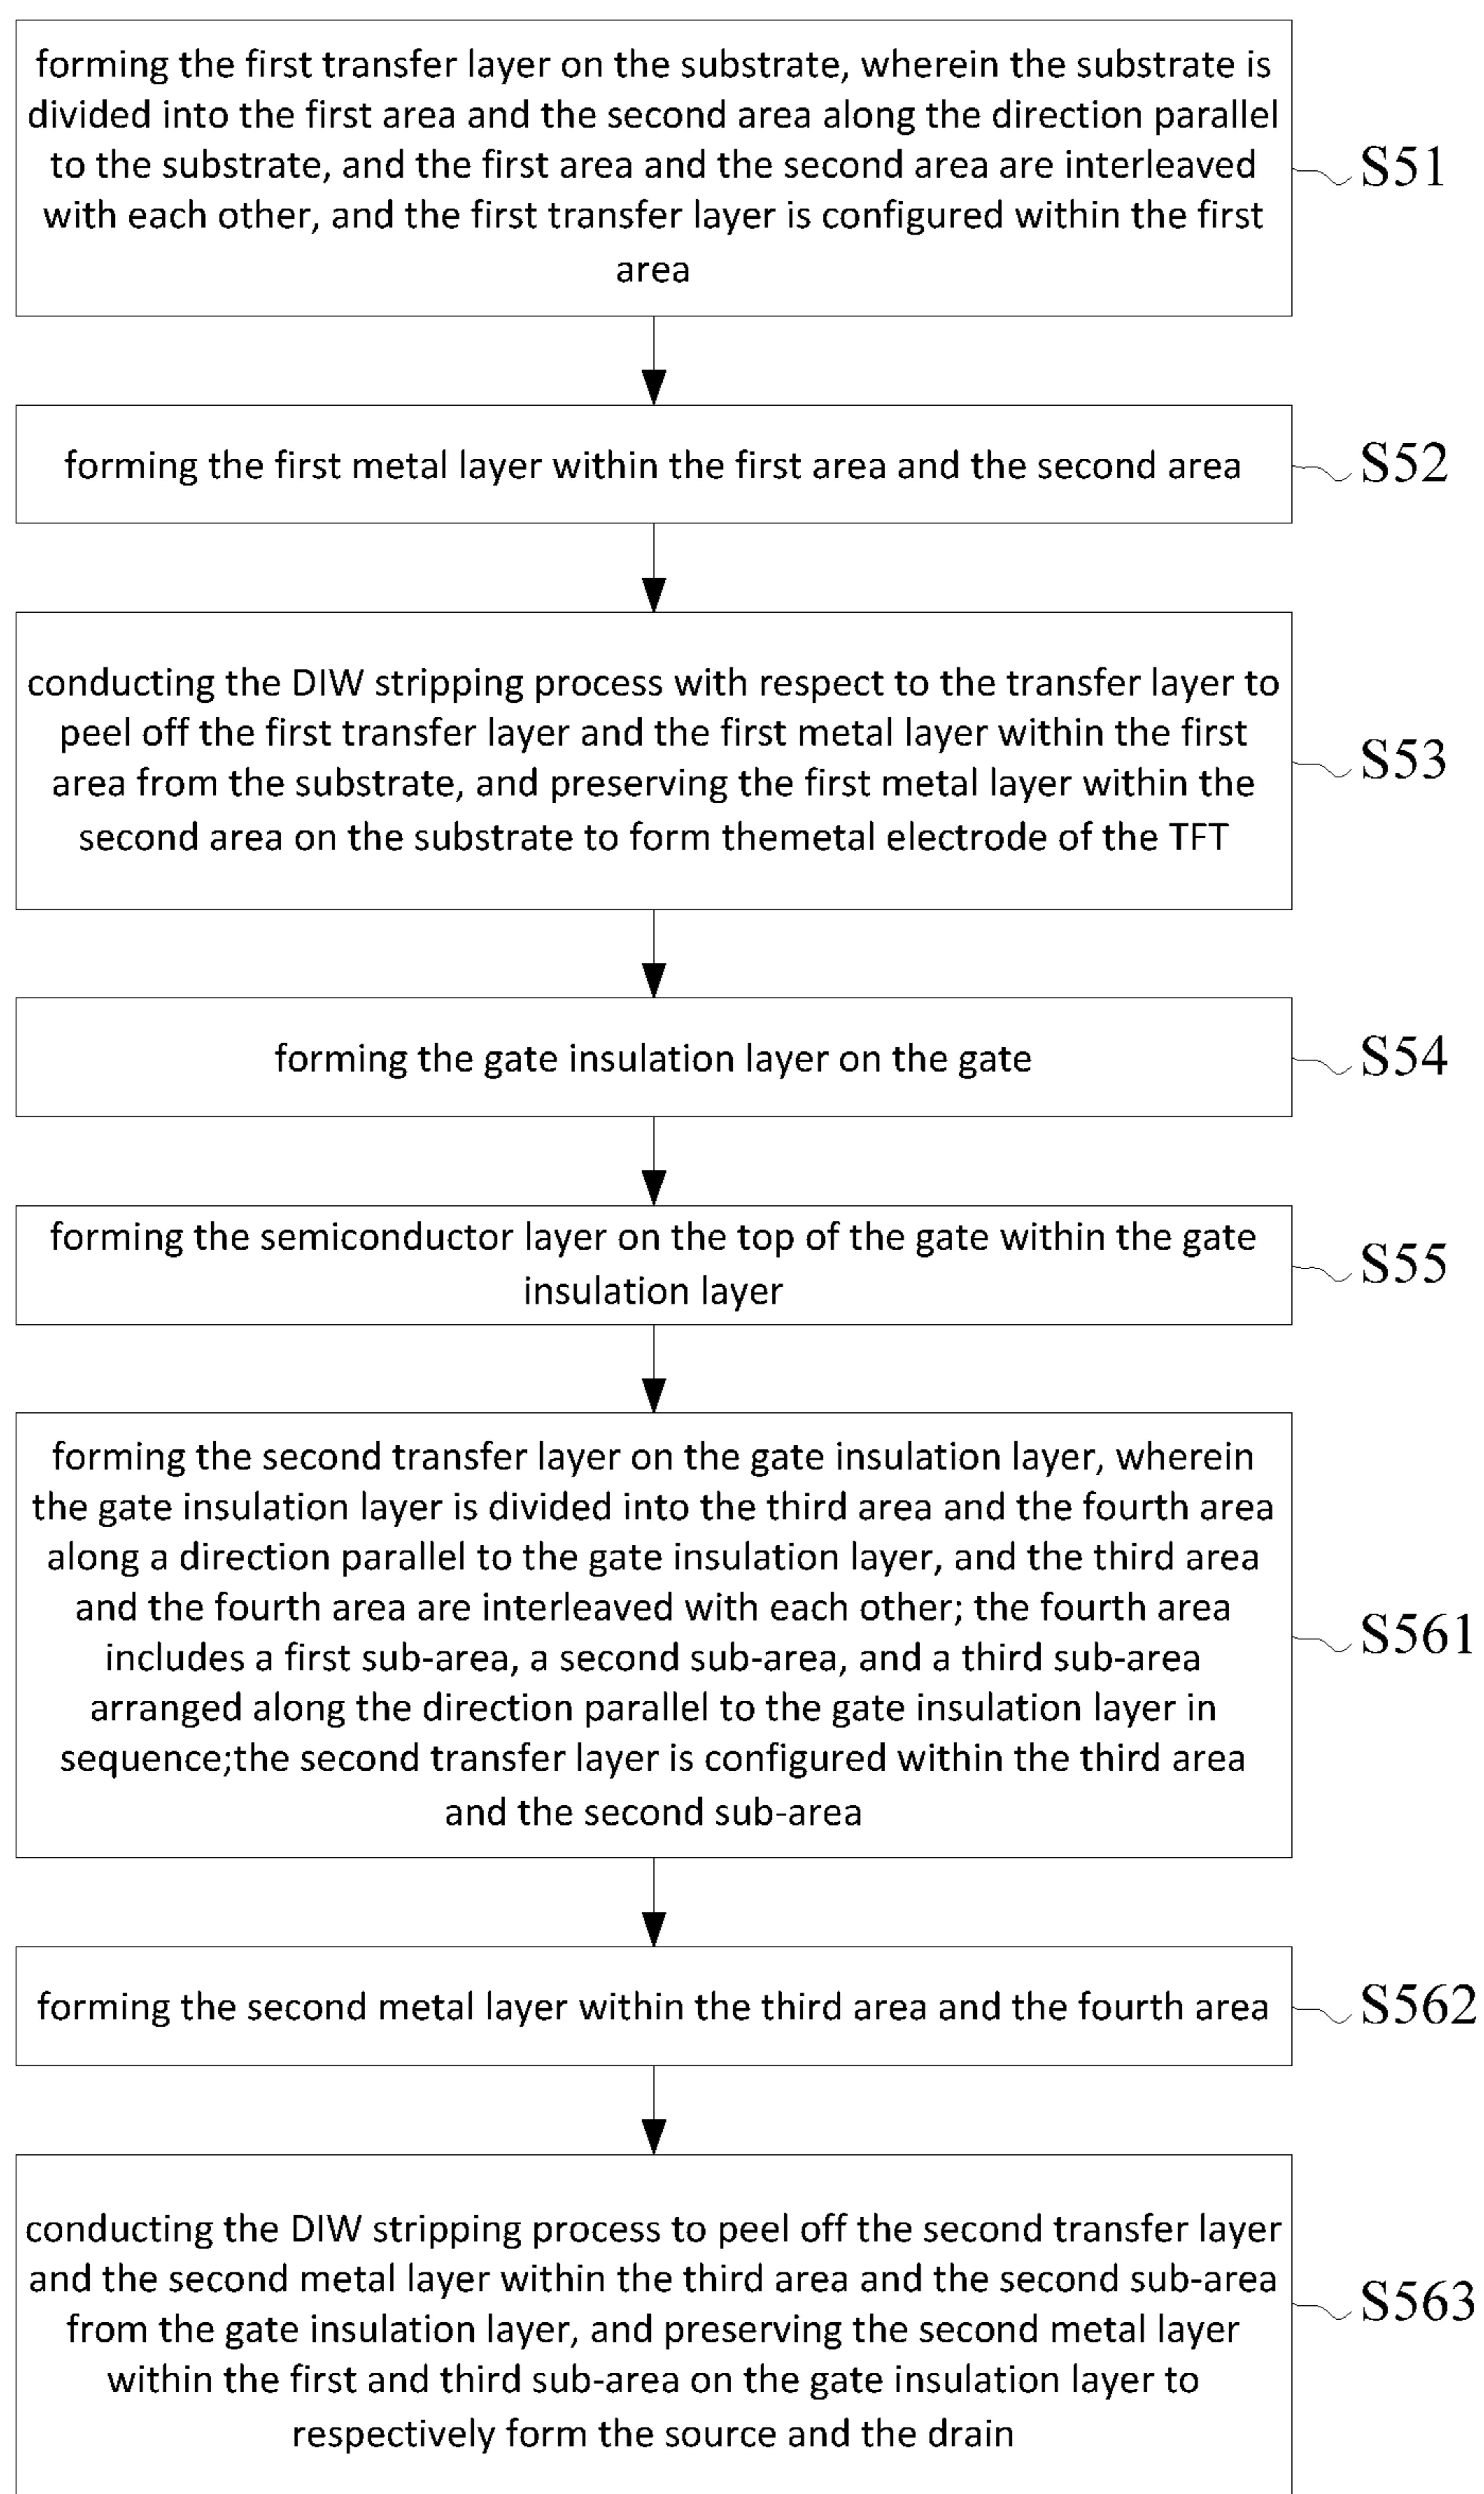 forming the first transfer layer on the substrate, wherein the substrate is
divided into the first area and the second area along the direction parallel
to the substrate, and the first area and the second area are interleaved
with each other, and the first transfer layer is configured within the first
area
S51
forming the first metal layer within the first area and the second area
S52
conducting the DIW stripping process with respect to the transfer layer to
peel off the first transfer layer and the first metal layer within the first
area from the substrate, and preserving the first metal layer within the
second area on the substrate to form themetal electrode of the TFT
S53
forming the gate insulation layer on the gate
S54
forming the semiconductor layer on the top of the gate within the gate
insulation layer
S55
forming the second transfer layer on the gate insulation layer, wherein
the gate insulation layer is divided into the third area and the fourth area
along a direction parallel to the gate insulation layer, and the third area
and the fourth area are interleaved with each other; the fourth area
includes a first sub-area, a second sub-area, and a third sub-area
arranged along the direction parallel to the gate insulation layer in
sequence;the second transfer layer is configured within the third area
and the second sub-area
S561
forming the second metal layer within the third area and the fourth area
S562
conducting the DIW stripping process to peel off the second transfer layer
and the second metal layer within the third area and the second sub-area
from the gate insulation layer, and preserving the second metal layer
within the first and third sub-area on the gate insulation layer to
respectively form the source and the drain
S563